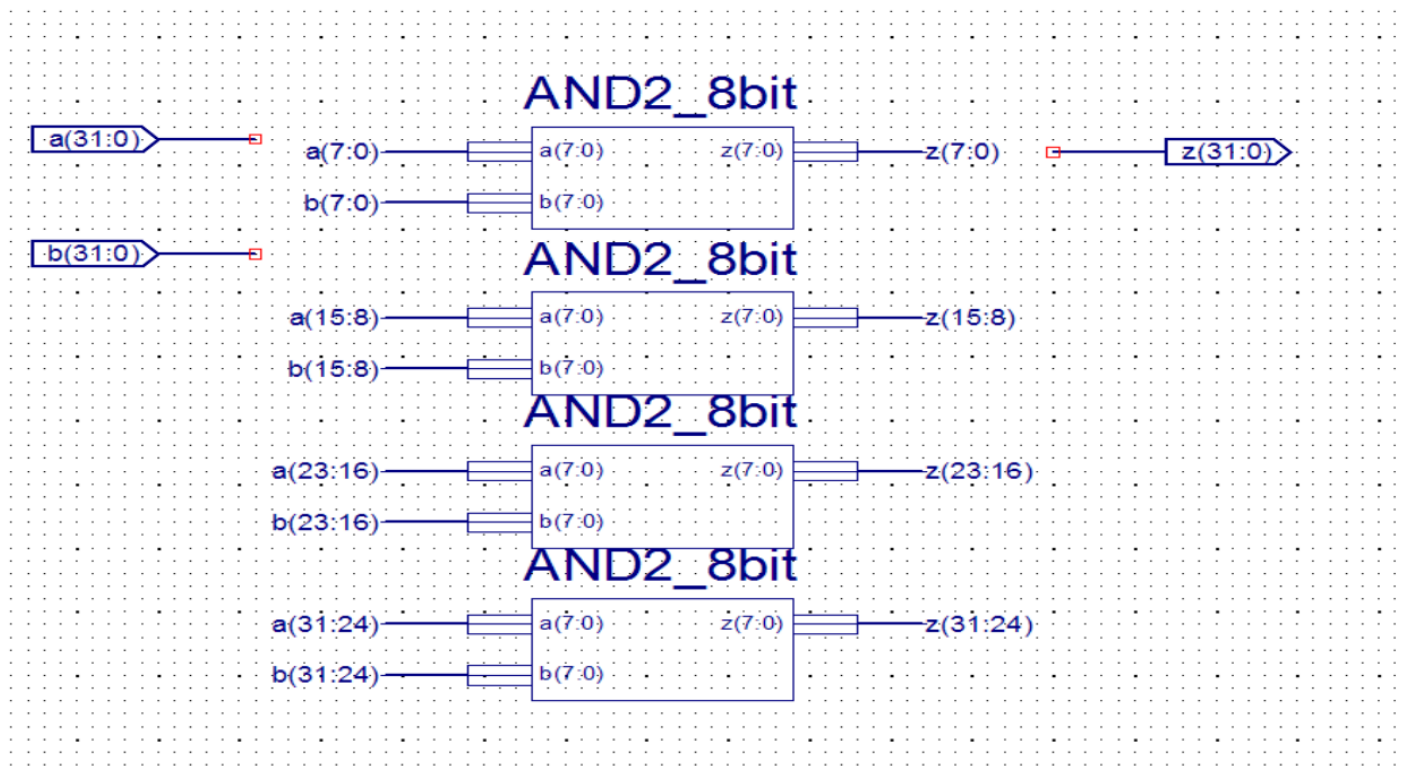 AND2_8bit
a(31:0)
a(7:0) a(7:0) z(7:0) z(7:0) z(31:0)
b(7:0) b(7:0)
b(31:0)
AND2_8bit
a(15:8) a(7:0) z(7:0) z(15:8)
b(15:8) b(7:0)
AND2_8bit
a(23:16) a(7:0) z(7:0) z(23:16)
b(23:16) b(7:0)
AND2_8bit
a(31:24) a(7:0) z(7:0) z(31:24)
b(31:24) b(7:0)